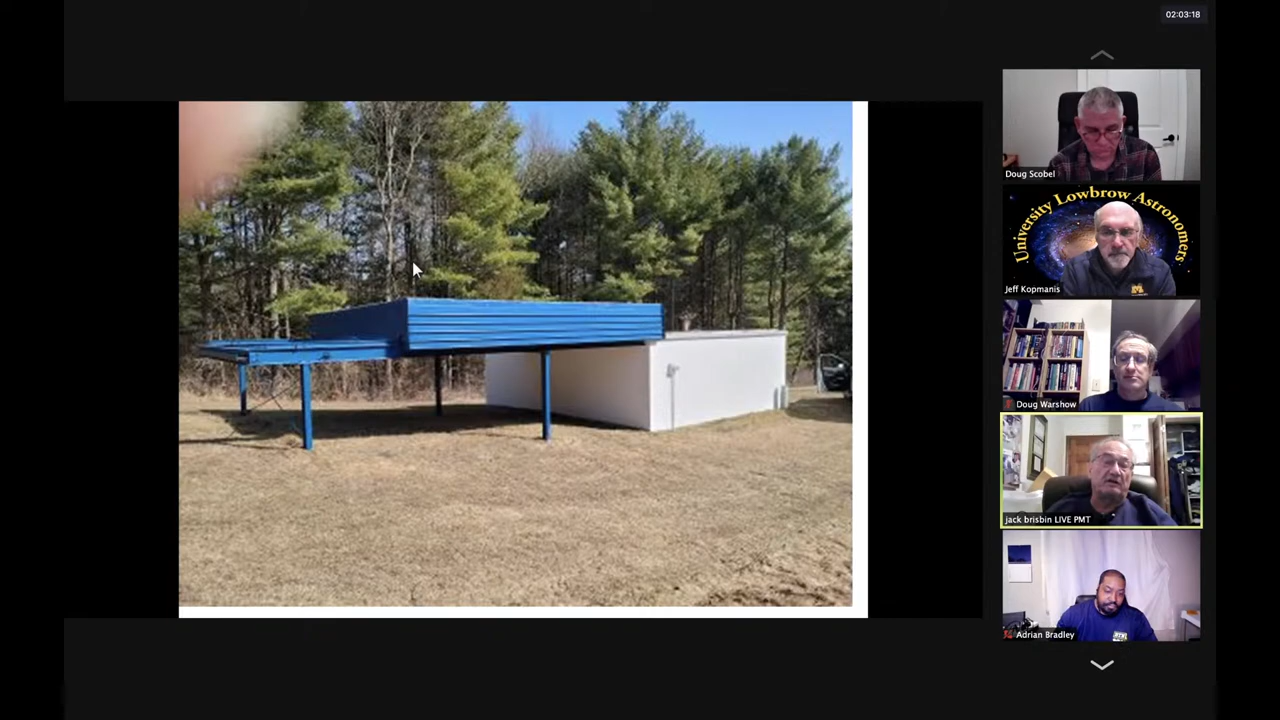 02:03:18
Doug Scobel
University Lowbrow Astronomers
Jeff Kopmanis
Doug Warshow
jack brisbin LIVE PMT
Adrian Bradley